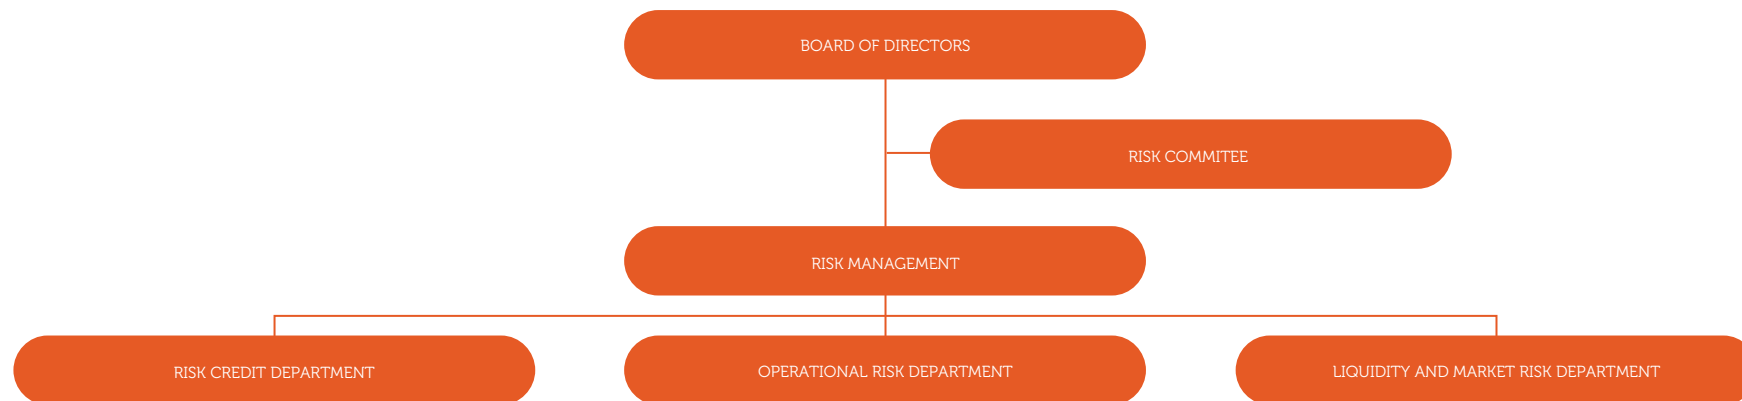 BOARD OF DIRECTORS
RISK COMMITEE
RISK MANAGEMENT
RISK CREDIT DEPARTMENT
OPERATIONAL RISK DEPARTMENT
LIQUIDITY AND MARKET RISK DEPARTMENT